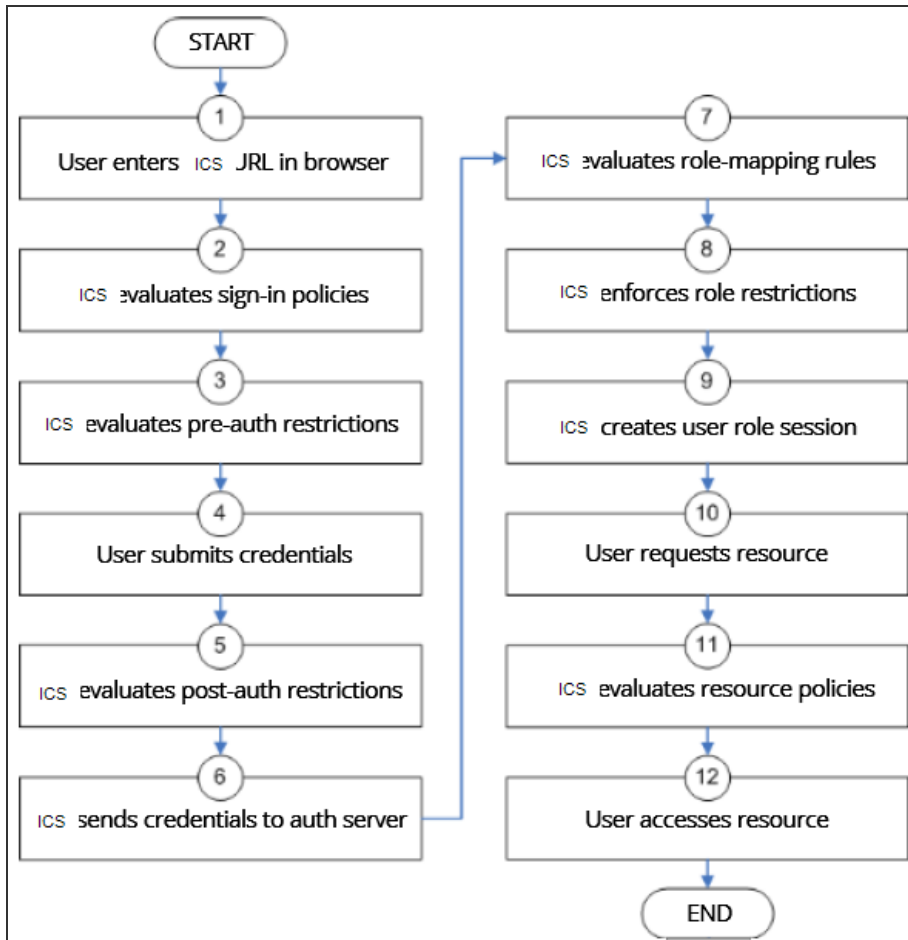 START
1
User enters ICS JRL in browser
2
ICS evaluates sign-in policies
3
ICS evaluates pre-auth restrictions
4
User submits credentials
5
ICS evaluates post-auth restrictions
6
ICS sends credentials to auth server
7
ICS evaluates role-mapping rules
8
ICS enforces role restrictions
9
ICS creates user role session
10
User requests resource
11
ICS evaluates resource policies
12
User accesses resource
END